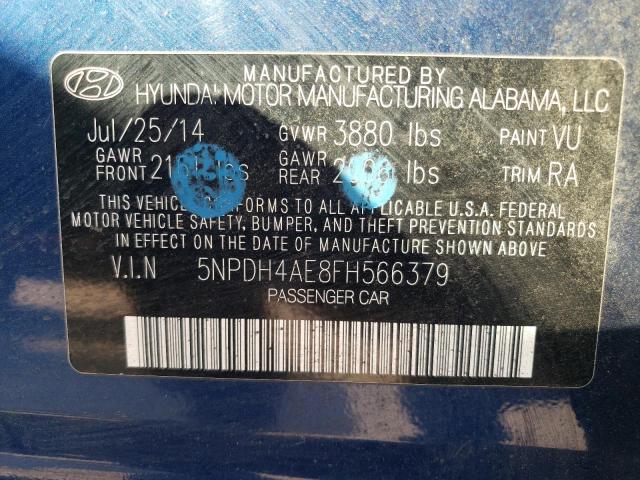 MANUFACTURED BY
HYUNDAI MOTOR MANUFACTURING ALABAMA, LLC
Jul/25/14 GVWR 3880 lbs PAINT VU
GAWR FRONT GAWR REAR lbs TRIM RA
THIS VEHICLE CONFORMS TO ALL APPLICABLE U.S.A. FEDERAL
MOTOR VEHICLE SAFETY, BUMPER, AND THEFT PREVENTION STANDARDS
IN EFFECT ON THE DATE OF MANUFACTURE SHOWN ABOVE
V.I.N 5NPDH4AE8FH566379
PASSENGER CAR